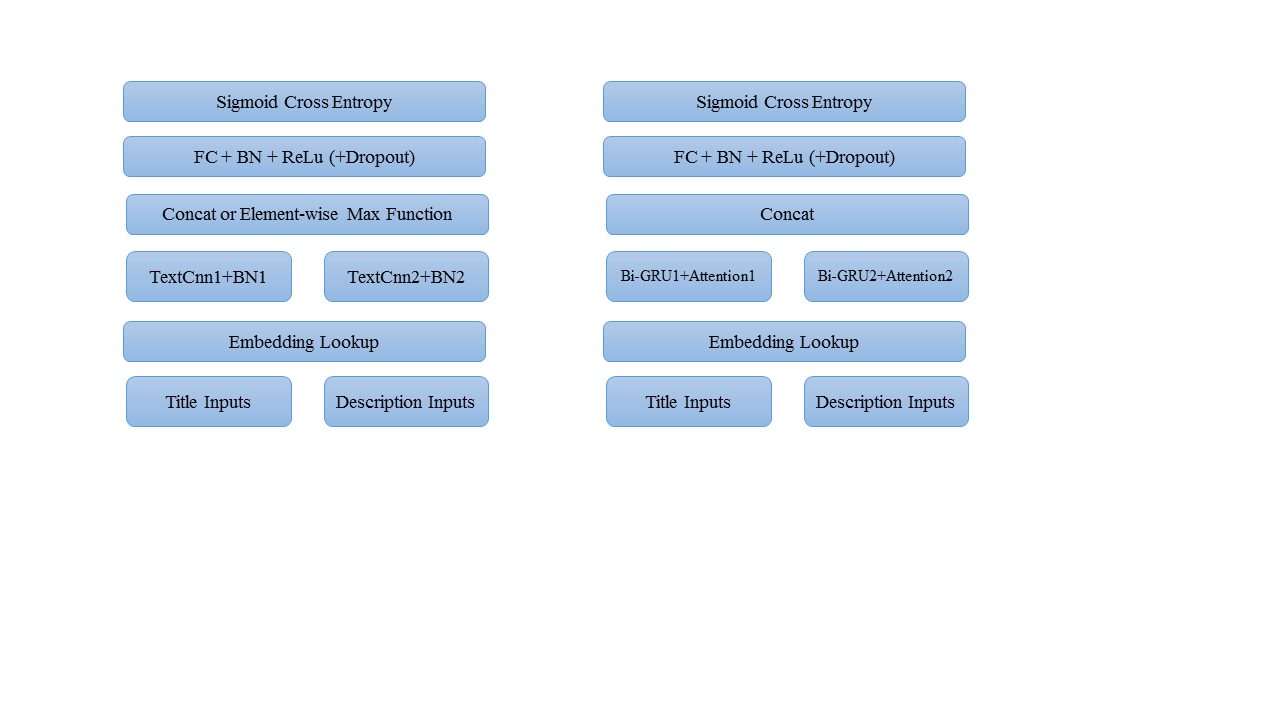 Sigmoid Cross Entropy
FC + BN + ReLu (+Dropout)
Concat or Element-wise Max Function
TextCnn1+BN1
TextCnn2+BN2
Embedding Lookup
Title Inputs
Description Inputs
Sigmoid Cross Entropy
FC + BN + ReLu (+Dropout)
Concat
Bi-GRU1+Attention1
Bi-GRU2+Attention2
Embedding Lookup
Title Inputs
Description Inputs